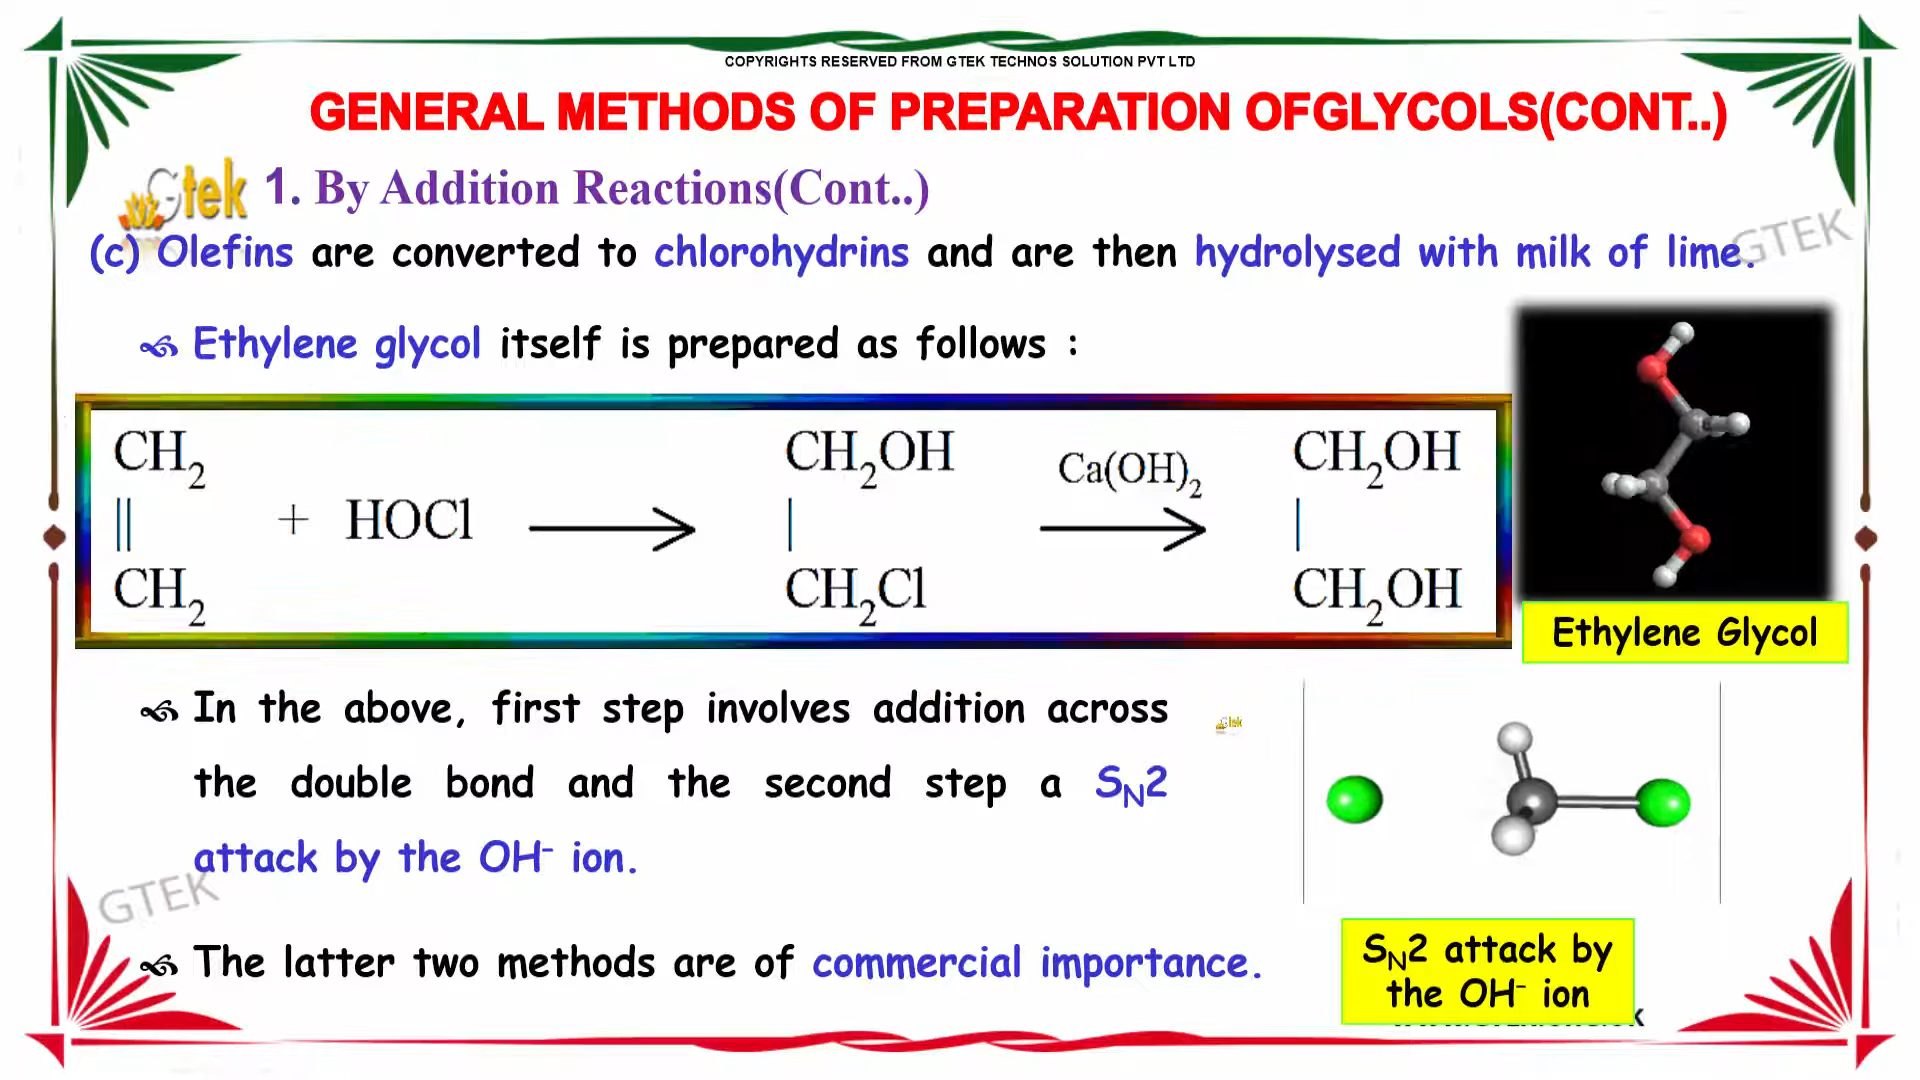 COPYRIGHTS RESERVED FROM GTEK TECHNOS SOLUTION PVT LTD
GENERAL METHODS OF PREPARATION OFGLYCOLS(CONT..)
Gtek
1. By Addition Reactions(Cont..)
(c) Olefins are converted to chlorohydrins and are then hydrolysed with milk of lime.
GTEK
Ethylene glycol itself is prepared as follows :
CH₂ CH₂OH Ca(OH)₂ CH₂OH
|| + HOCl ⟶ | ⟶ |
CH₂ CH₂Cl CH₂OH
Ethylene Glycol
In the above, first step involves addition across
the double bond and the second step a SN2
attack by the OH⁻ ion.
Gtek
GTEK
The latter two methods are of commercial importance.
SN2 attack by
the OH⁻ ion